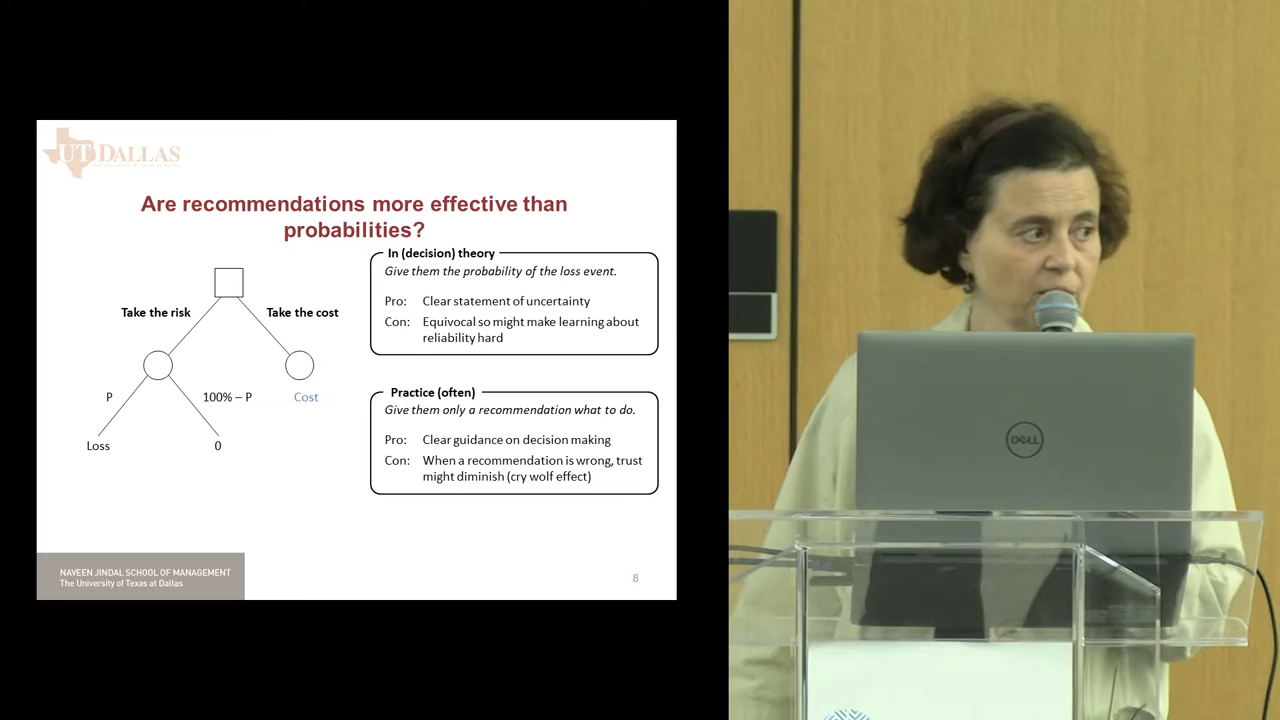 UT DALLAS
Are recommendations more effective than
probabilities?
Take the risk
Take the cost
P
100% – P
Cost
Loss
0
In (decision) theory
Give them the probability of the loss event.
Pro: Clear statement of uncertainty
Con: Equivocal so might make learning about
reliability hard
Practice (often)
Give them only a recommendation what to do.
Pro: Clear guidance on decision making
Con: When a recommendation is wrong, trust
might diminish (cry wolf effect)
NAVEEN JINDAL SCHOOL OF MANAGEMENT
The University of Texas at Dallas
8
DELL